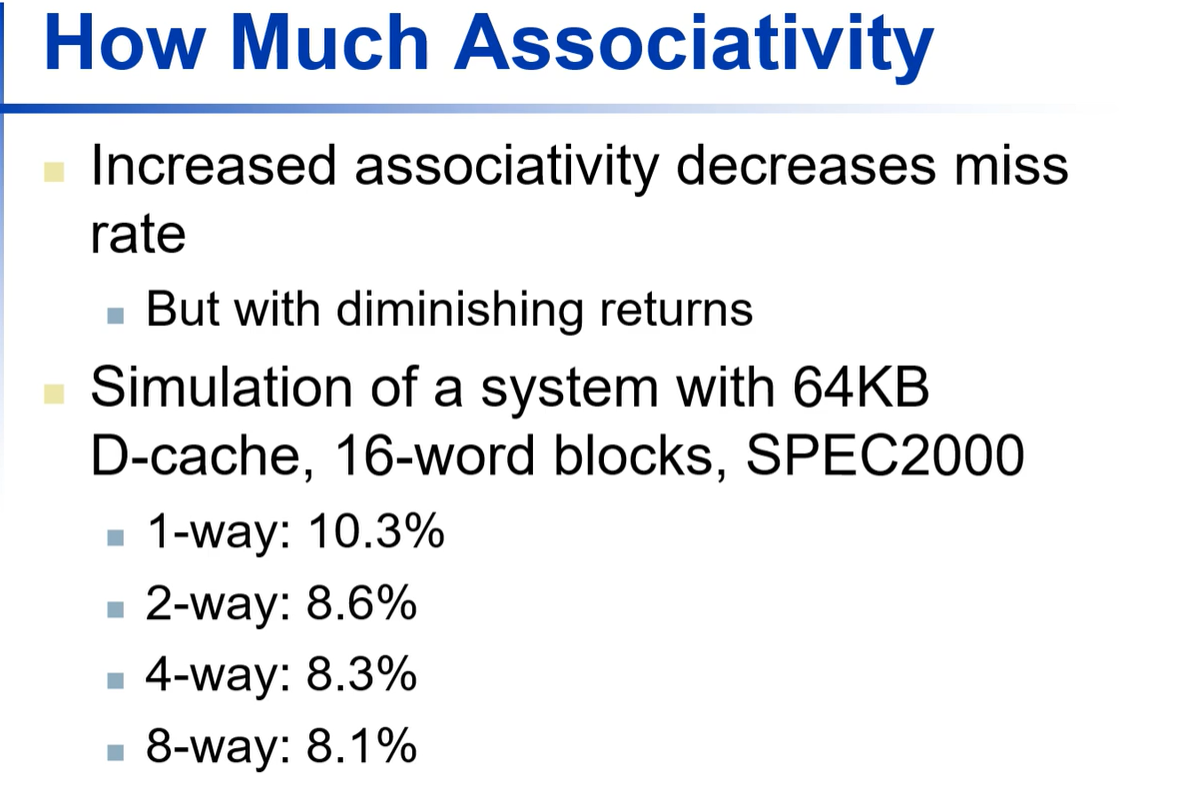 How Much Associativity
Increased associativity decreases miss
rate
But with diminishing returns
Simulation of a system with 64KB
D-cache, 16-word blocks, SPEC2000
1-way: 10.3%
2-way: 8.6%
4-way: 8.3%
8-way: 8.1%